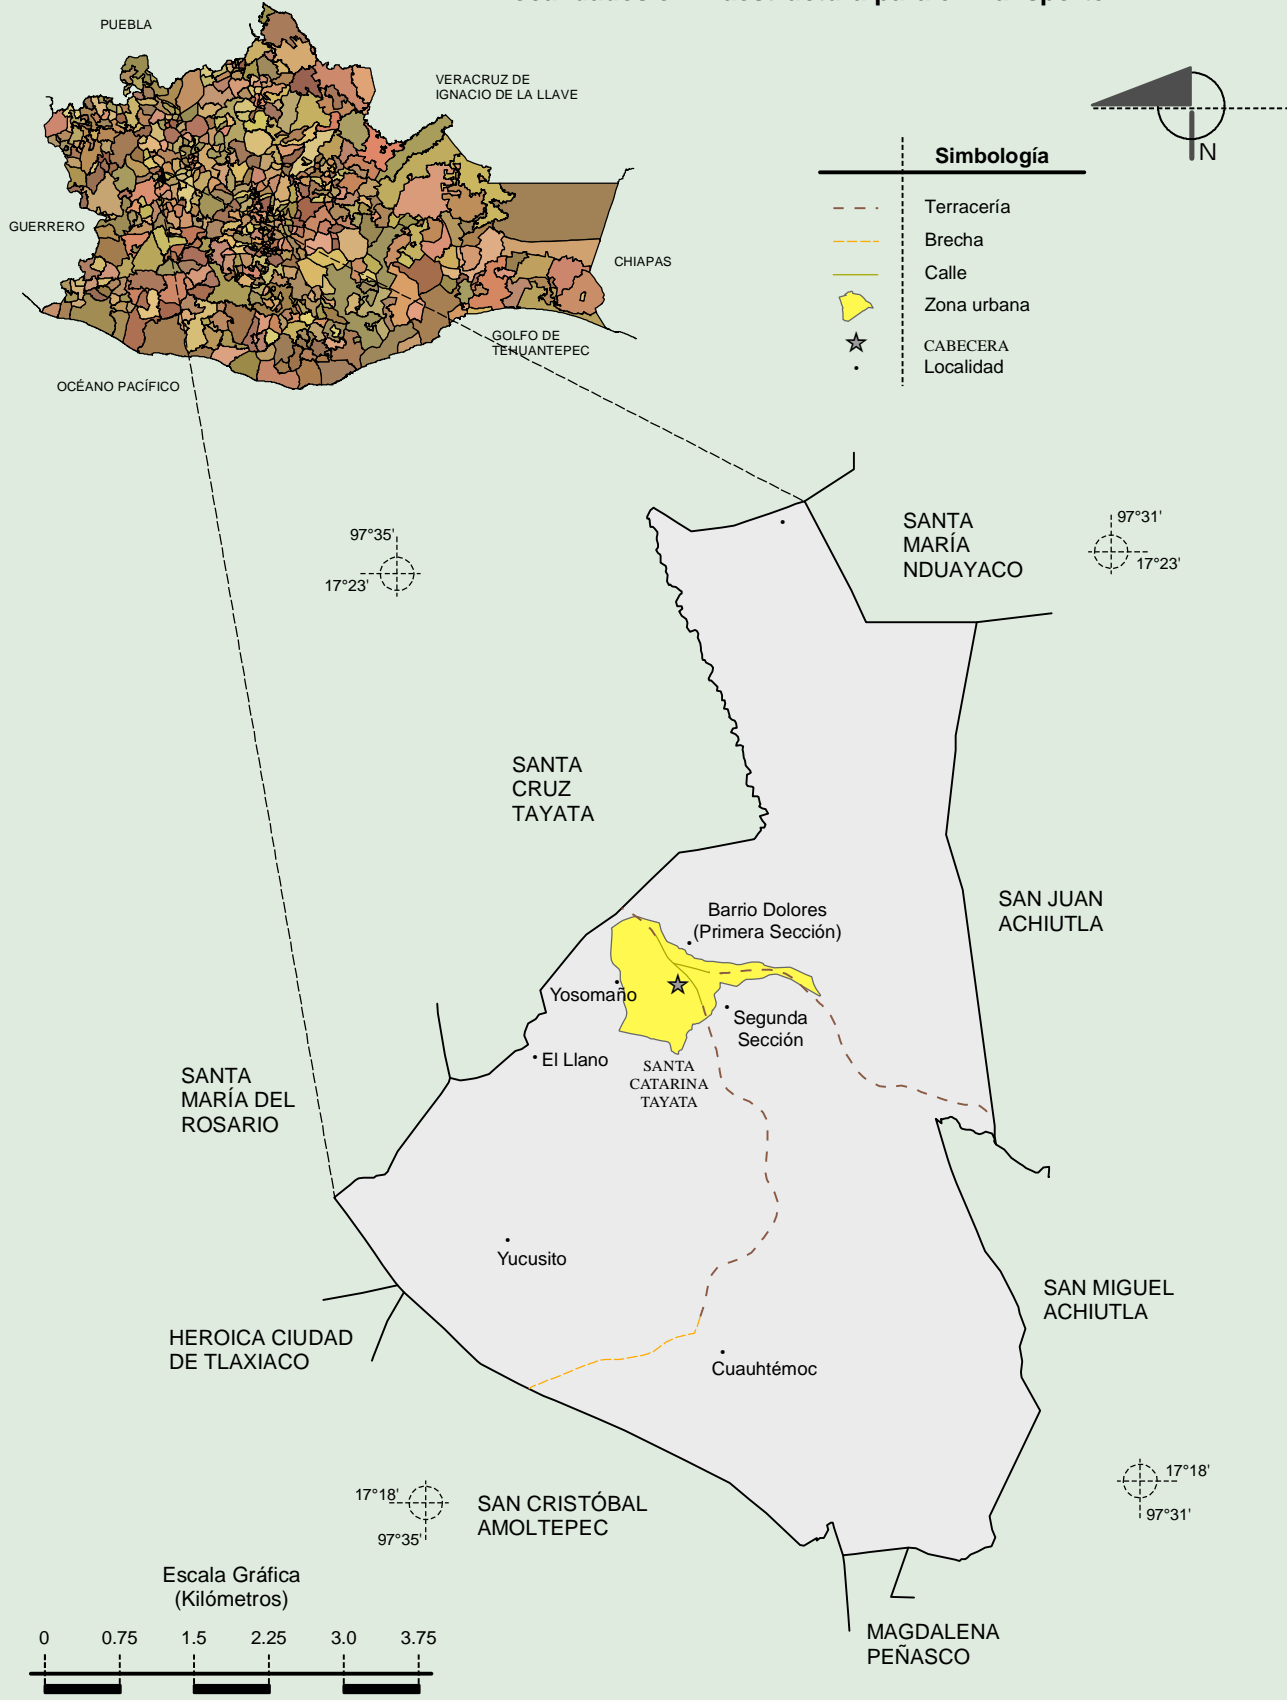 PUEBLA
VERACRUZ DE
IGNACIO DE LA LLAVE
GUERRERO
CHIAPAS
GOLFO DE
TEHUANTEPEC
OCÉANO PACÍFICO
N
Simbología
Terracería
Brecha
Calle
Zona urbana
CABECERA
Localidad
97°35'
17°23'
SANTA
MARÍA
NDUAYACO
97°31'
17°23'
SANTA
CRUZ
TAYATA
SAN JUAN
ACHIUTLA
Barrio Dolores
(Primera Sección)
Yosomaño
Segunda
Sección
El Llano
SANTA
CATARINA
TAYATA
SANTA
MARÍA DEL
ROSARIO
Yucusito
SAN MIGUEL
ACHIUTLA
HEROICA CIUDAD
DE TLAXIACO
Cuauhtémoc
17°18'
97°35'
SAN CRISTÓBAL
AMOLTEPEC
17°18'
97°31'
Escala Gráfica
(Kilómetros)
0 0.75 1.5 2.25 3.0 3.75
MAGDALENA
PEÑASCO